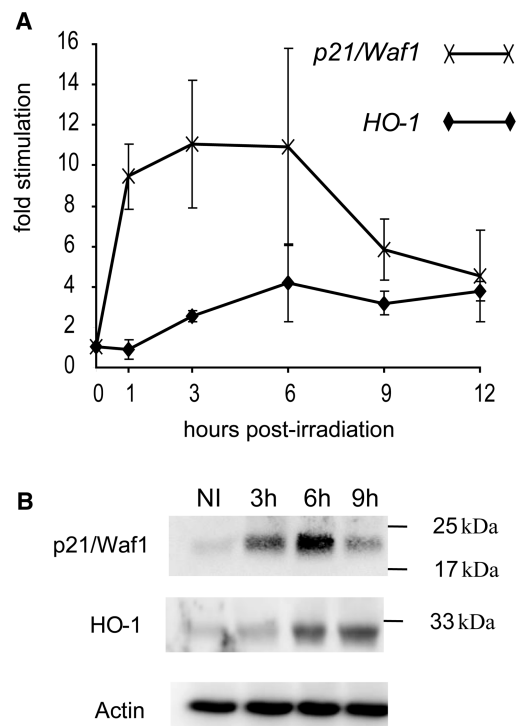 A
16
14
12
10
8
6
4
2
0
fold stimulation
p21/Waf1
HO-1
0 1 3 6 9 12
hours post-irradiation
B
NI 3h 6h 9h
p21/Waf1
25 kDa
17 kDa
HO-1
33 kDa
Actin